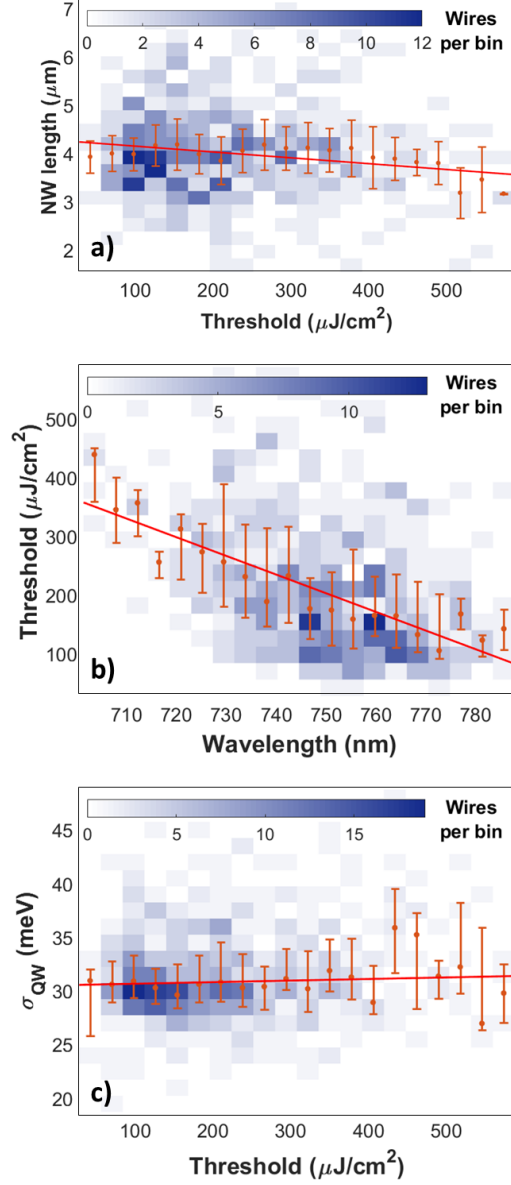 7
6
5
4
3
2
NW length (μm)
0 2 4 6 8 10 12
Wires
per bin
a)
100 200 300 400 500
Threshold (μJ/cm²)
500
400
300
200
100
Threshold (μJ/cm²)
0 5 10
Wires
per bin
b)
710 720 730 740 750 760 770 780
Wavelength (nm)
45
40
35
30
25
20
σQW (meV)
0 5 10 15
Wires
per bin
c)
100 200 300 400 500
Threshold (μJ/cm²)